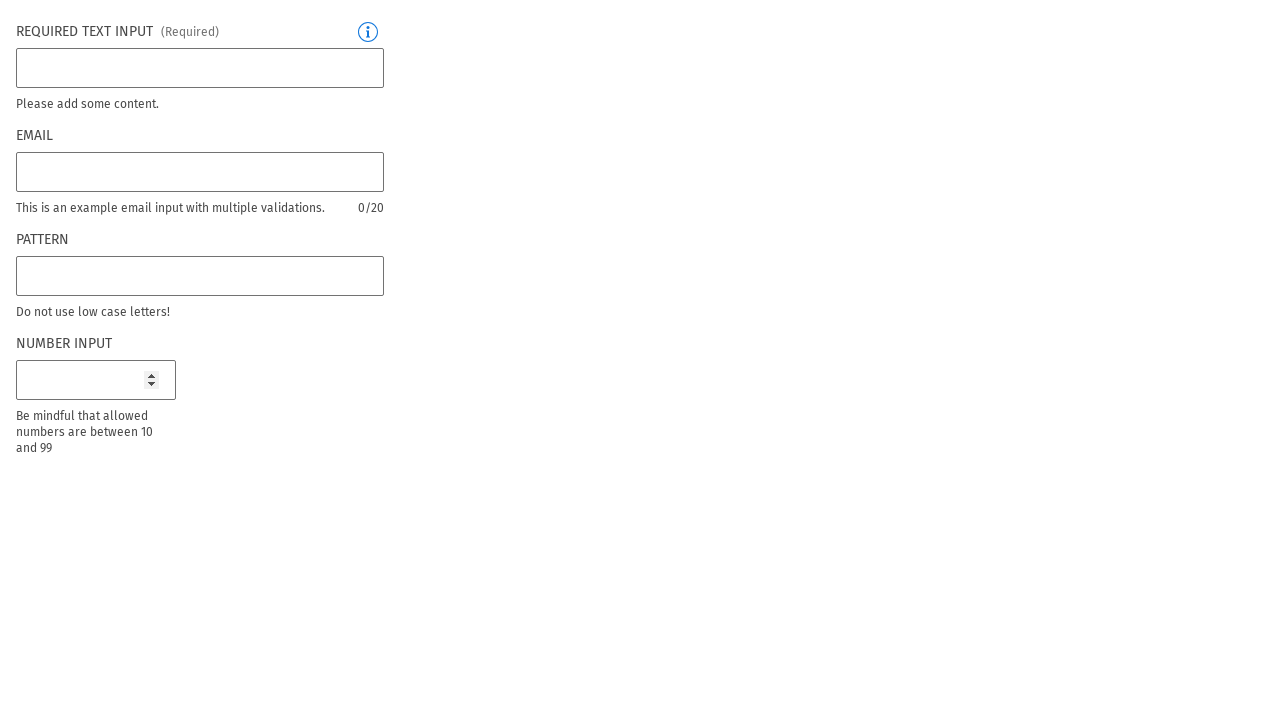 REQUIRED TEXT INPUT (Required)
Please add some content.
EMAIL
This is an example email input with multiple validations. 0/20
PATTERN
Do not use low case letters!
NUMBER INPUT
Be mindful that allowed
numbers are between 10
and 99